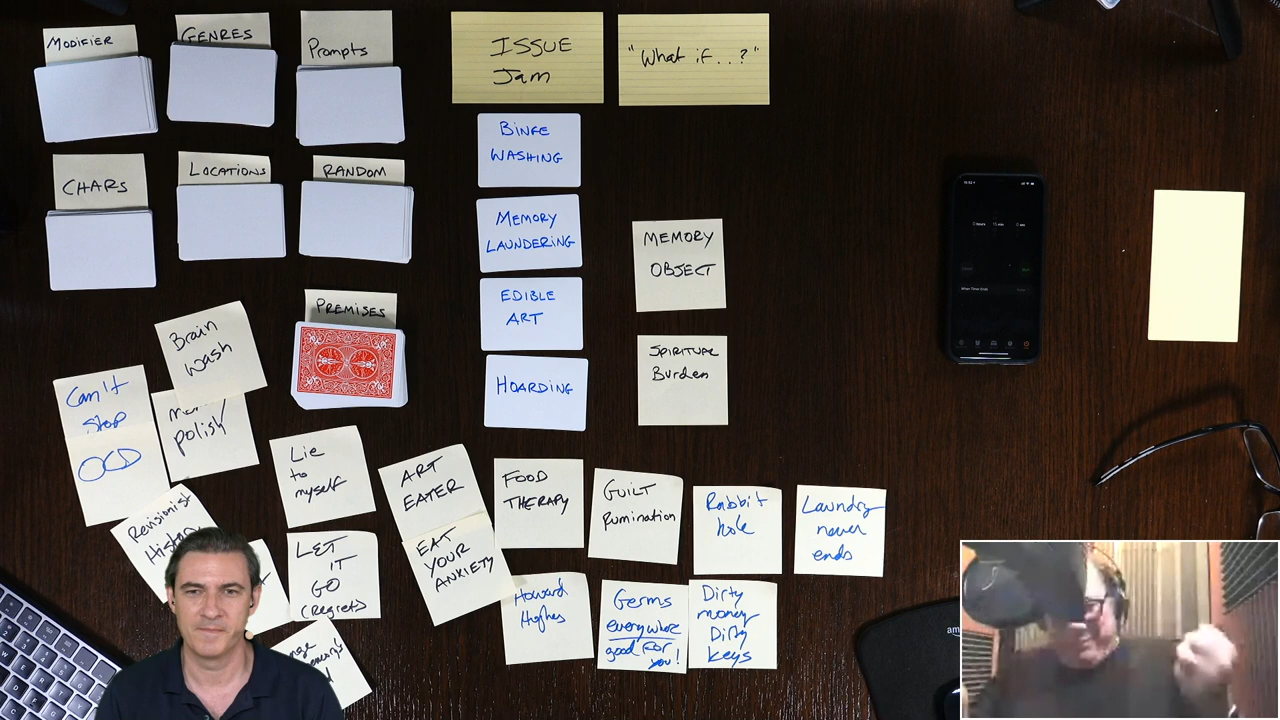 MODIFIER
GENRES
Prompts
ISSUE
Jam
"What if..?"
CHARS
LOCATIONS
RANDOM
BINGE
WASHING
MEMORY
LAUNDERING
MEMORY
OBJECT
EDIBLE
ART
PREMISES
SPIRITUAL
Burden
HOARDING
Brain
wash
Can't
stop
OCD
polish
Lie
to
myself
ART
EATER
EAT
YOUR
ANXIETY
FOOD
THERAPY
GUILT
Rumination
Rabbit
hole
Laundry
never
ends
Revisionist
History
LET
IT
GO
(regrets)
Howard
Hughes
Germs
everywhere
good FOR
you!
Dirty
money
Dirty
keys